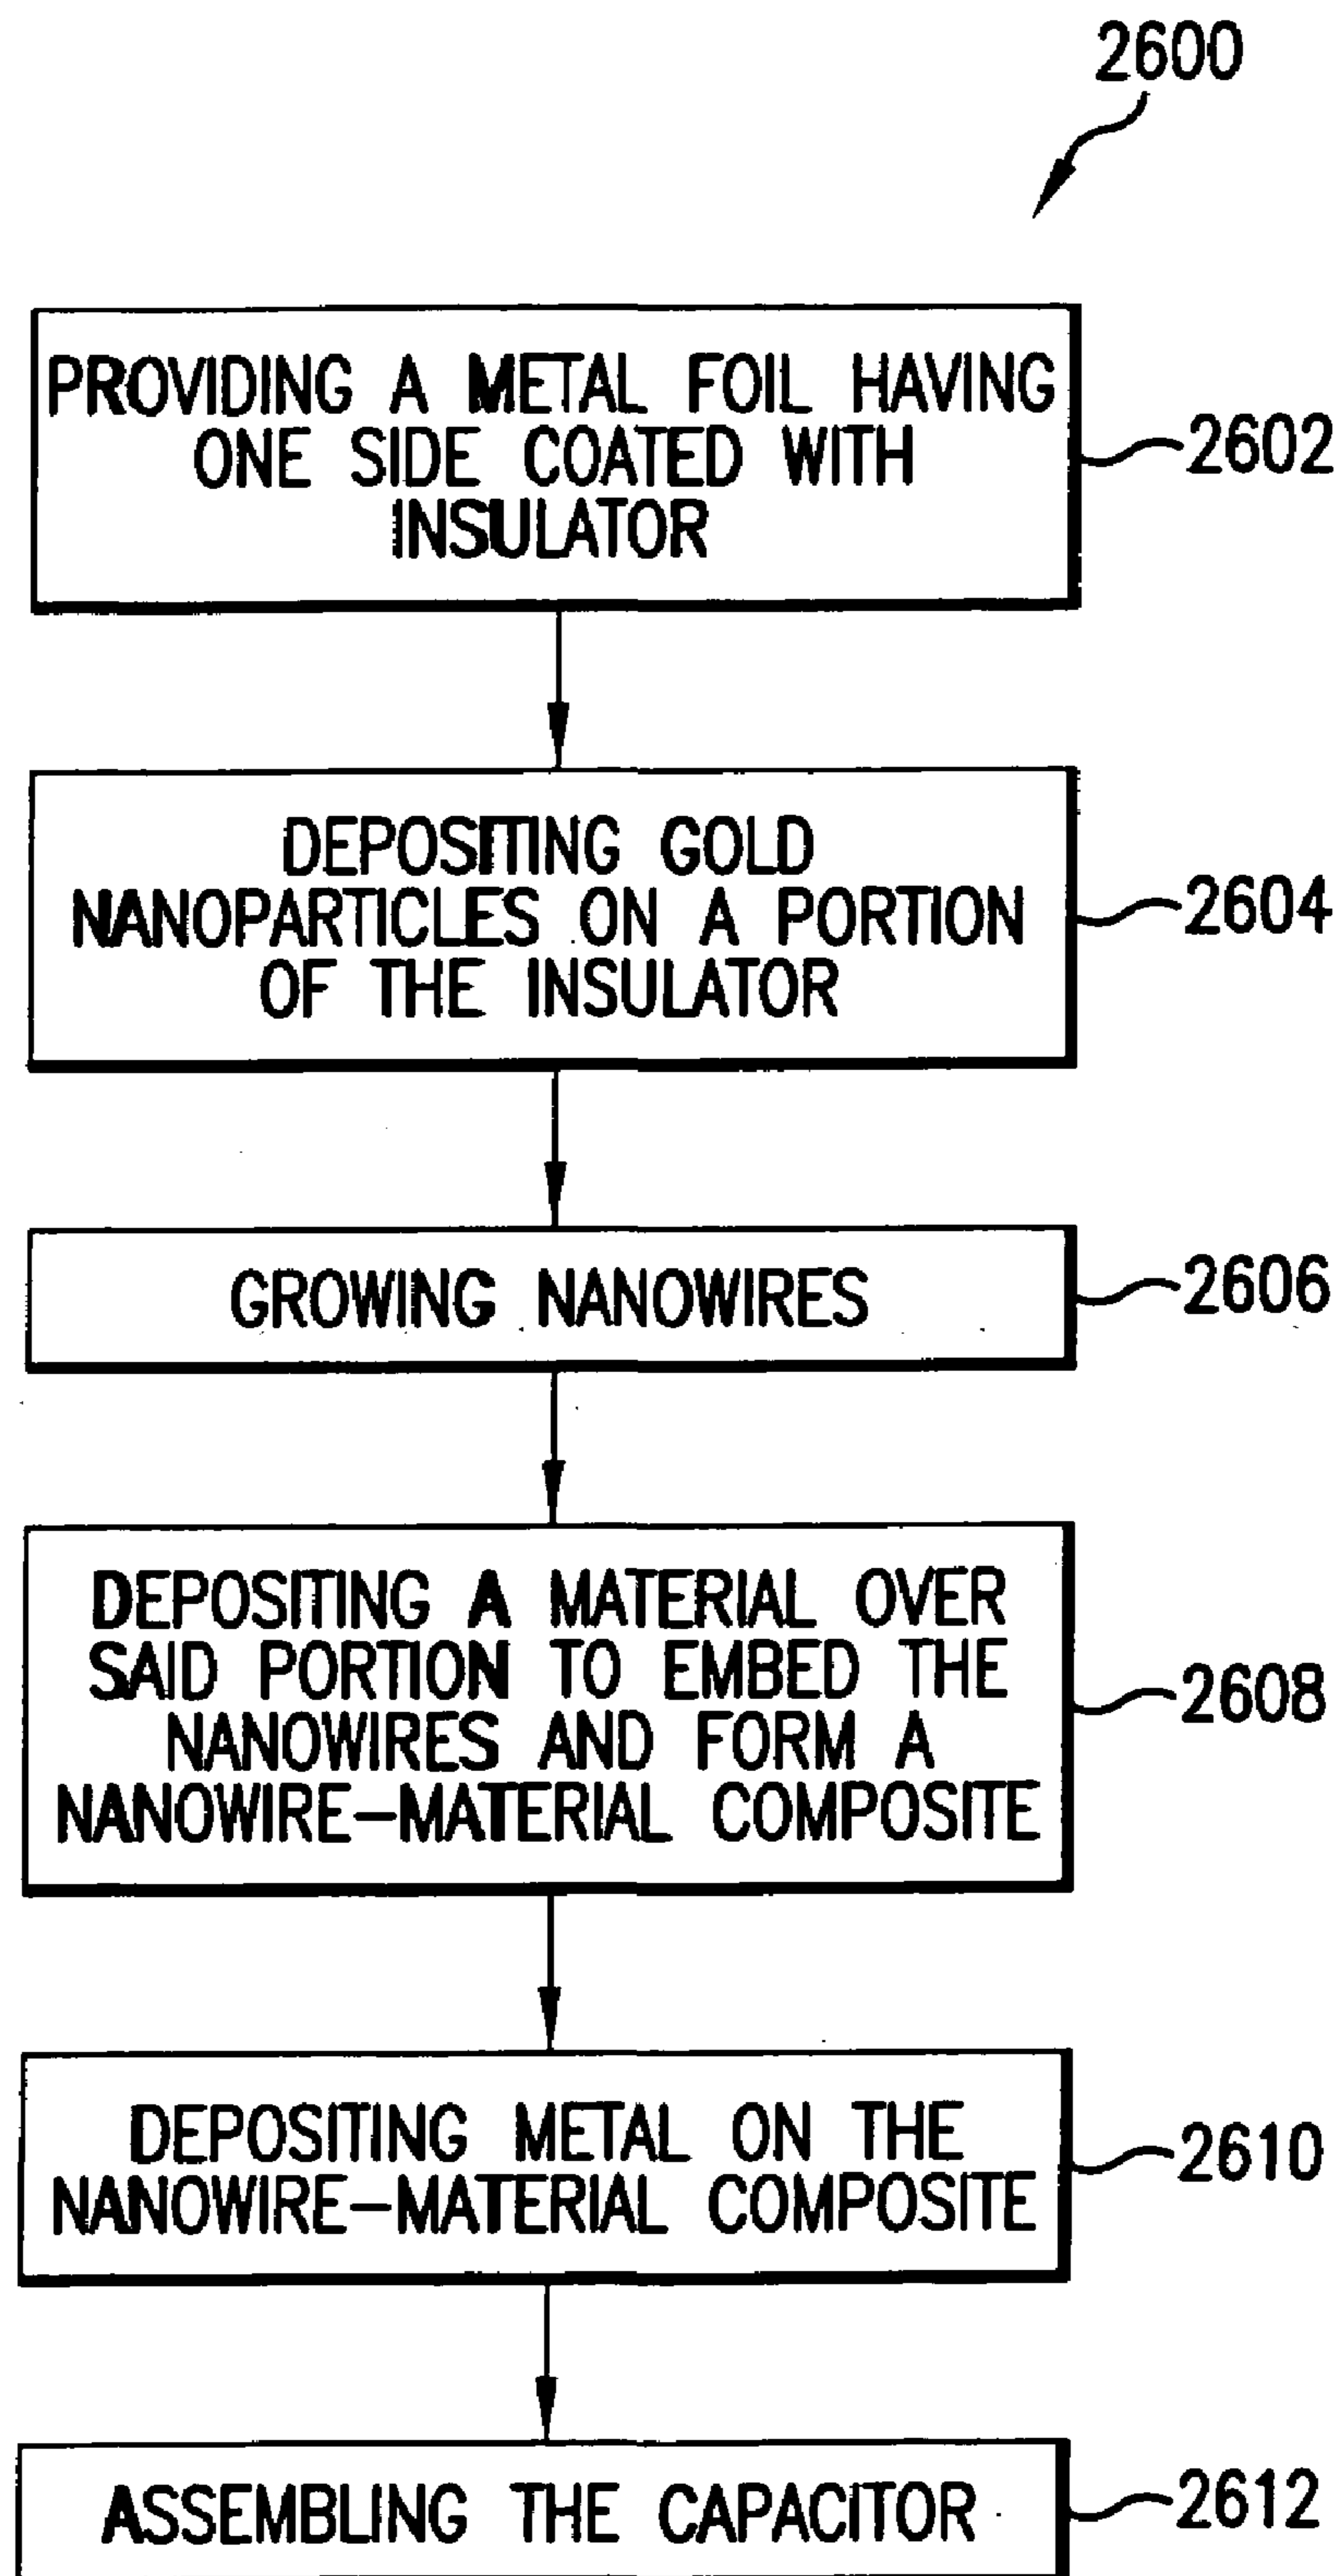 2600
PROVIDING A METAL FOIL HAVING
ONE SIDE COATED WITH
INSULATOR
2602
DEPOSITING GOLD
NANOPARTICLES ON A PORTION
OF THE INSULATOR
2604
GROWING NANOWIRES
2606
DEPOSITING A MATERIAL OVER
SAID PORTION TO EMBED THE
NANOWIRES AND FORM A
NANOWIRE–MATERIAL COMPOSITE
2608
DEPOSITING METAL ON THE
NANOWIRE–MATERIAL COMPOSITE
2610
ASSEMBLING THE CAPACITOR
2612